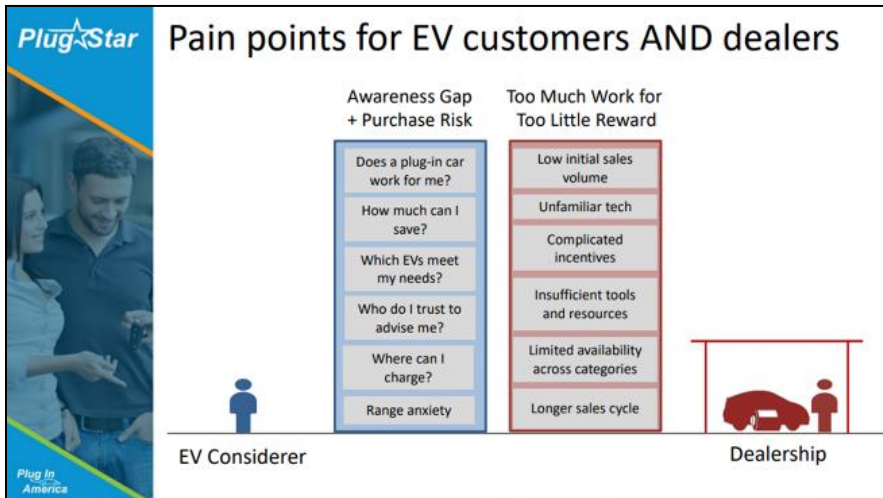 PlugStar
Pain points for EV customers AND dealers
Awareness Gap
+ Purchase Risk
Does a plug-in car
work for me?
How much can I
save?
Which EVs meet
my needs?
Who do I trust to
advise me?
Where can I
charge?
Range anxiety
Too Much Work for
Too Little Reward
Low initial sales
volume
Unfamiliar tech
Complicated
incentives
Insufficient tools
and resources
Limited availability
across categories
Longer sales cycle
EV Considerer
Dealership
Plug In
America